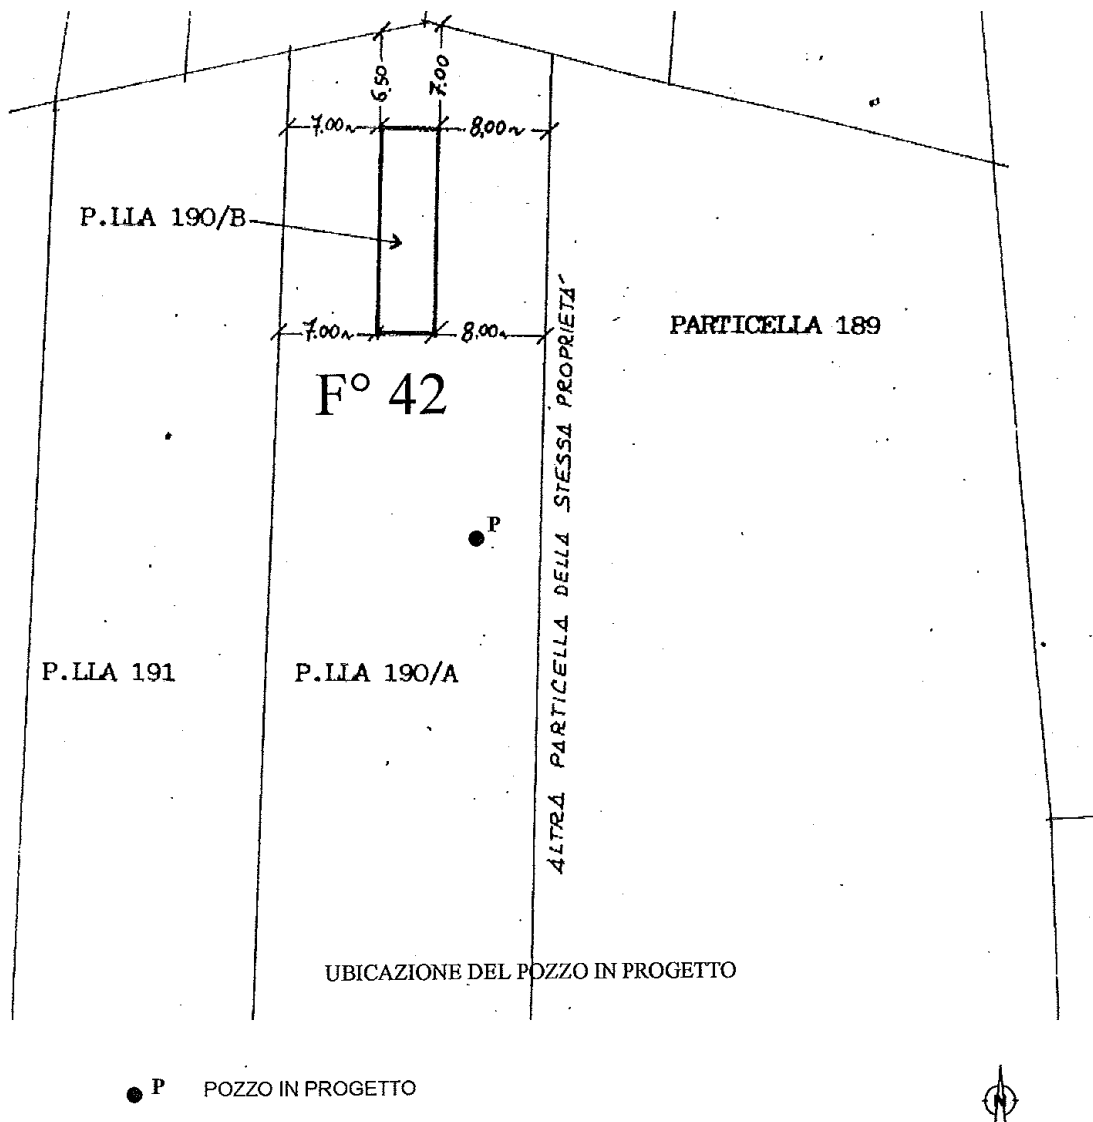 6,50
7.00
7.00
8,00
P.LLA 190/B
7.00
8,00
PARTICELLA 189
F° 42
ALTRA PARTICELLA DELLA STESSA PROPRIETA'
P
P.LLA 191
P.LLA 190/A
UBICAZIONE DEL POZZO IN PROGETTO
P POZZO IN PROGETTO
N